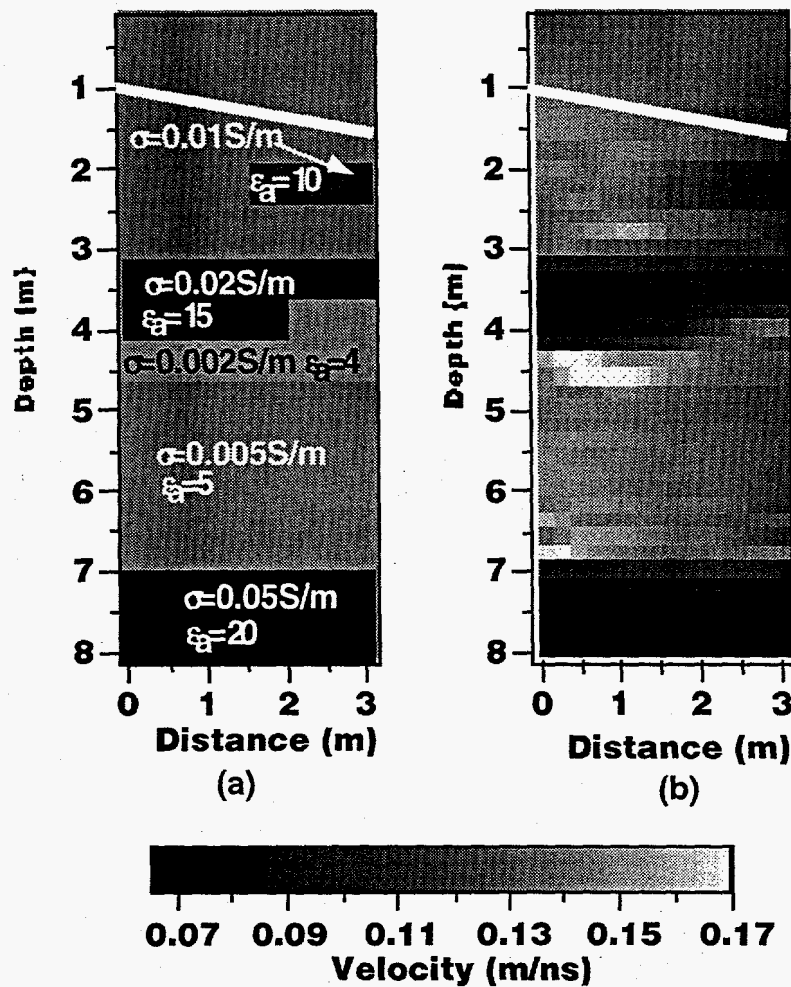 1
2
3
4
5
6
7
8
Depth (m)
σ=0.01S/m
εa=10
σ=0.02S/m
εa=15
σ=0.002S/m εa=4
σ=0.005S/m
εa=5
σ=0.05S/m
εa=20
0 1 2 3
Distance (m)
(a)
1
2
3
4
5
6
7
8
Depth (m)
0 1 2 3
Distance (m)
(b)
0.07 0.09 0.11 0.13 0.15 0.17
Velocity (m/ns)